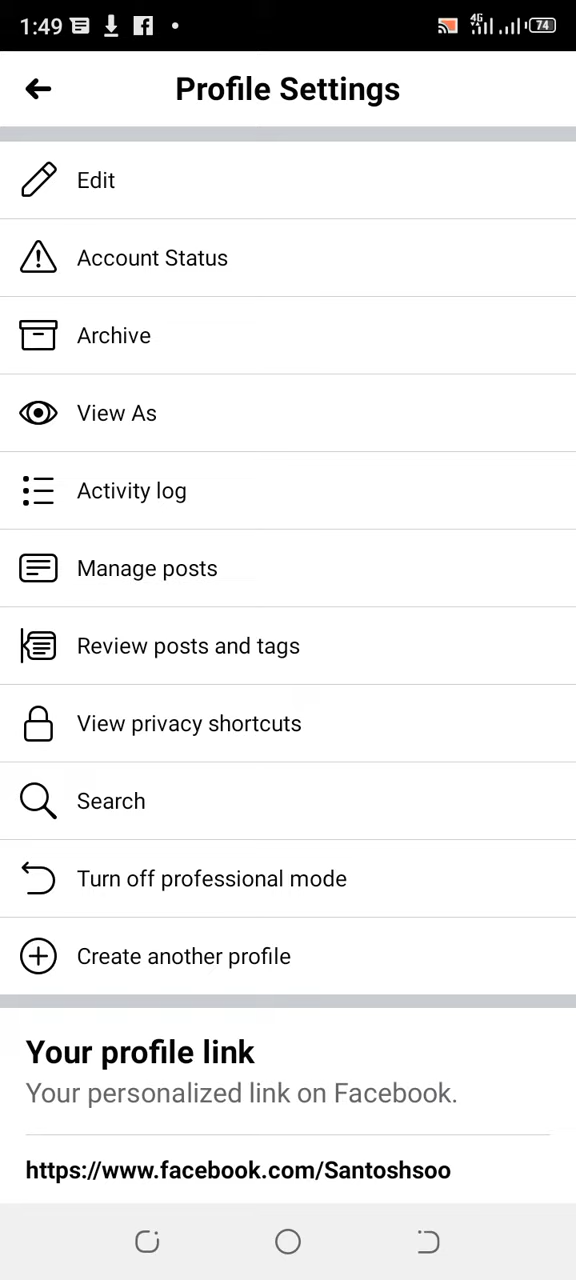 1:49
4G
74
Profile Settings
Edit
Account Status
Archive
View As
Activity log
Manage posts
Review posts and tags
View privacy shortcuts
Search
Turn off professional mode
Create another profile
Your profile link
Your personalized link on Facebook.
https://www.facebook.com/Santoshsoo